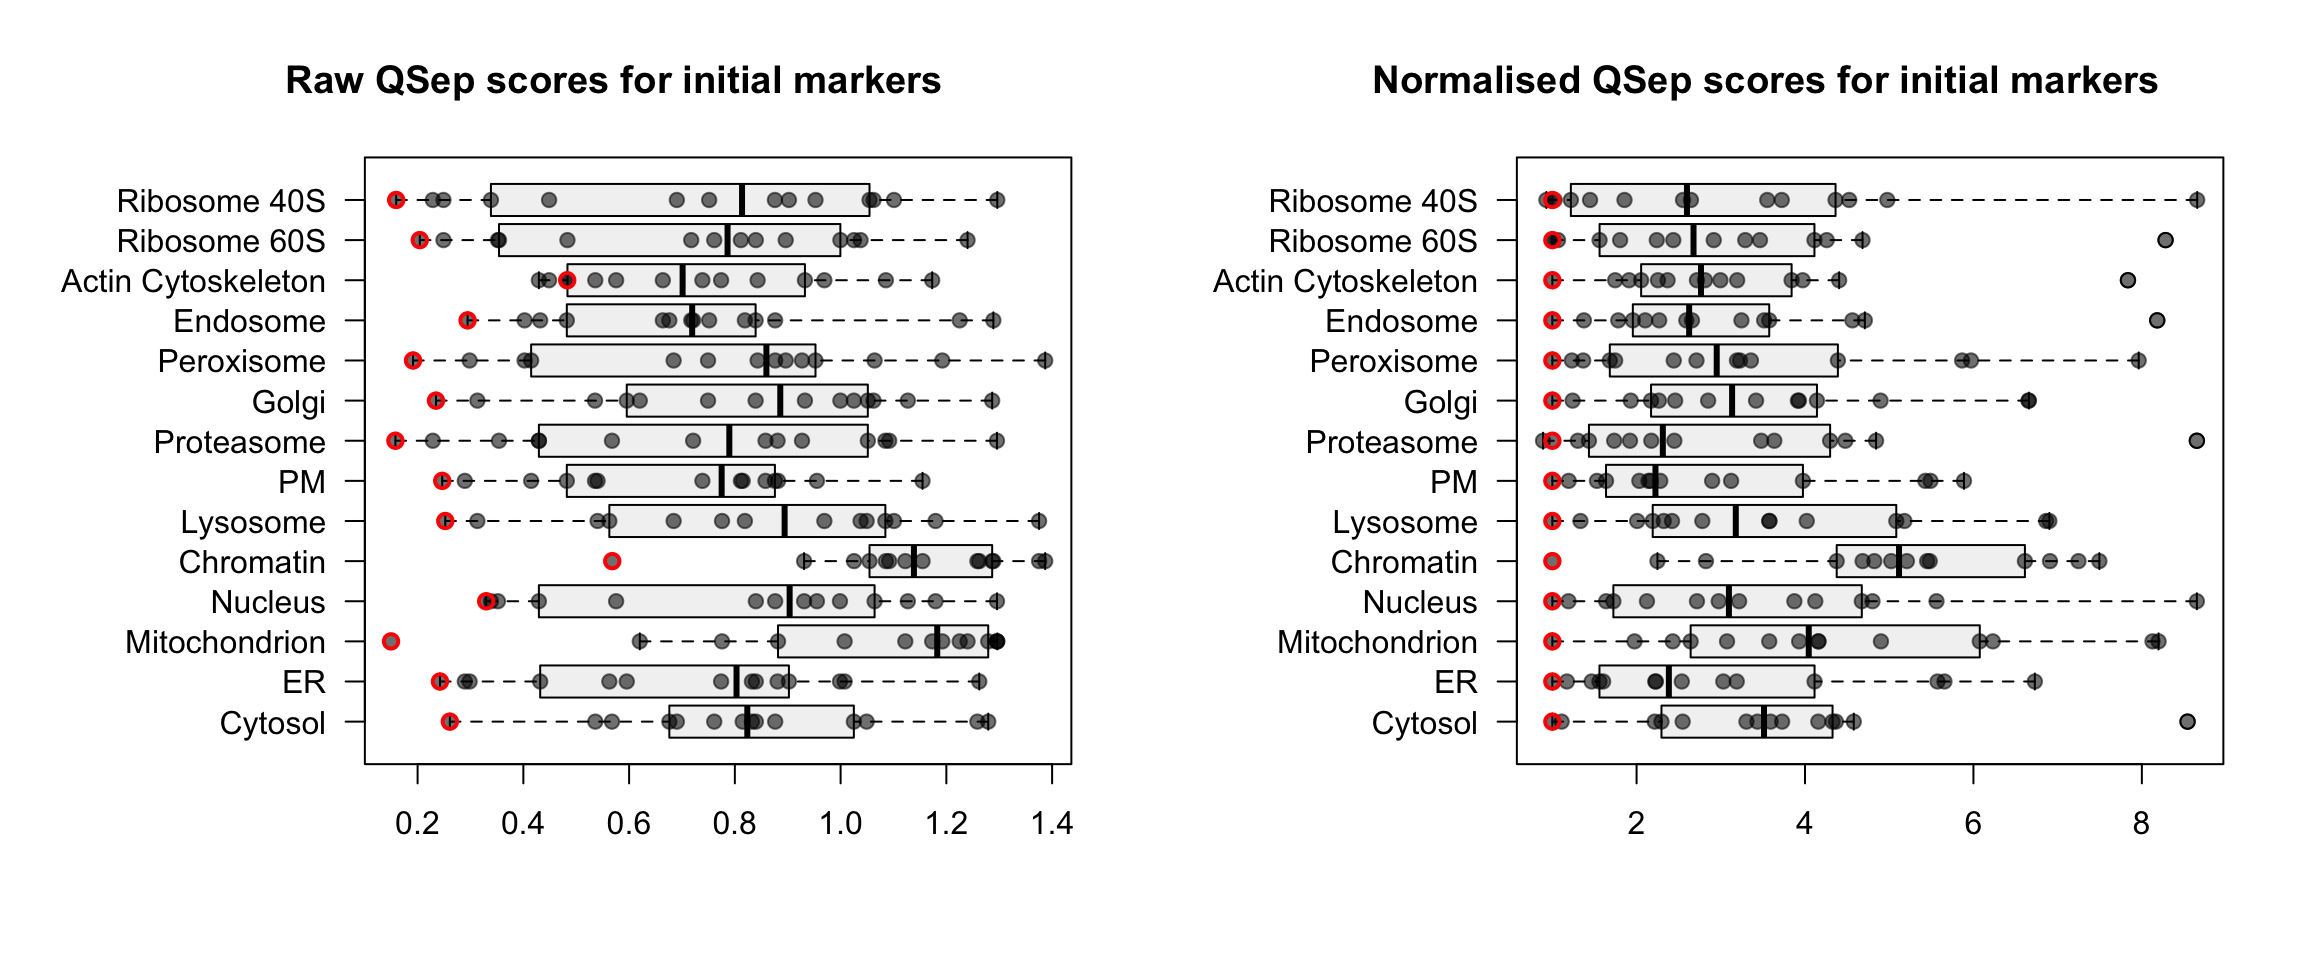 Raw QSep scores for initial markers
Ribosome 40S
Ribosome 60S
Actin Cytoskeleton
Endosome
Peroxisome
Golgi
Proteasome
PM
Lysosome
Chromatin
Nucleus
Mitochondrion
ER
Cytosol
0.2 0.4 0.6 0.8 1.0 1.2 1.4
Normalised QSep scores for initial markers
Ribosome 40S
Ribosome 60S
Actin Cytoskeleton
Endosome
Peroxisome
Golgi
Proteasome
PM
Lysosome
Chromatin
Nucleus
Mitochondrion
ER
Cytosol
2 4 6 8